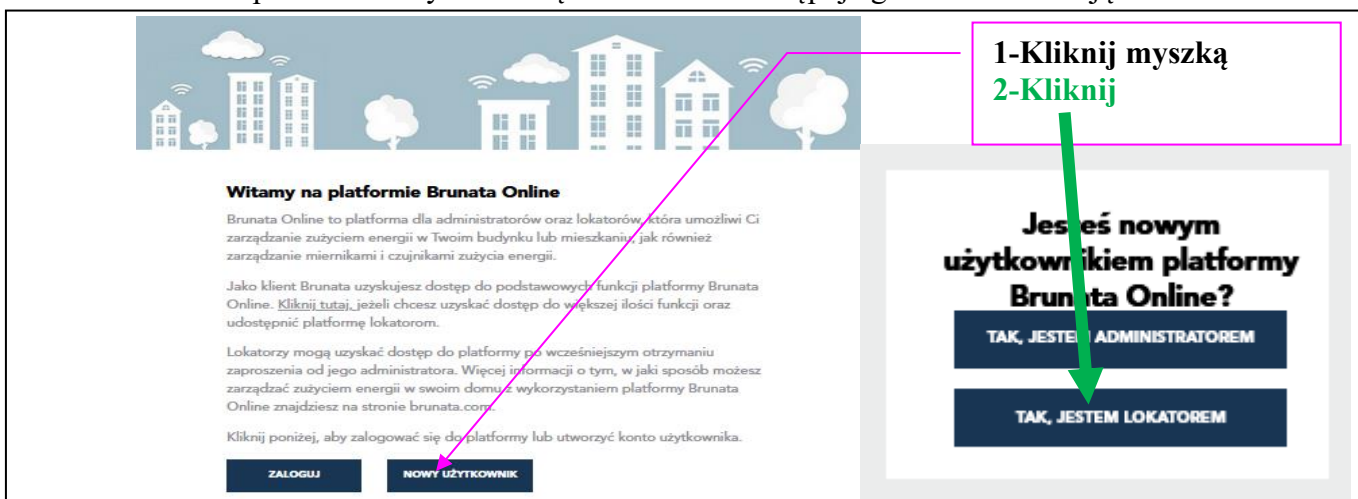 1-Kliknij myszką
2-Kliknij
Witamy na platformie Brunata Online
Brunata Online to platforma dla administratorów oraz lokatorów, która umożliwi Ci
zarządzanie zużyciem energii w Twoim budynku lub mieszkaniu, jak również
zarządzanie miernikami i czujnikami zużycia energii.
Jako klient Brunata uzyskujesz dostęp do podstawowych funkcji platformy Brunata
Online. Kliknij tutaj, jeżeli chcesz uzyskać dostęp do większej ilości funkcji oraz
udostępnić platformę lokatorom.
Lokatorzy mogą uzyskać dostęp do platformy po wcześniejszym otrzymaniu
zaproszenia od jego administratora. Więcej informacji o tym, w jaki sposób możesz
zarządzać zużyciem energii w swoim domu z wykorzystaniem platformy Brunata
Online znajdziesz na stronie brunata.com.
Kliknij poniżej, aby zalogować się do platformy lub utworzyć konto użytkownika.
ZALOGUJ
NOWY UŻYTKOWNIK
Jesteś nowym
użytkownikiem platformy
Brunata Online?
TAK, JESTEM ADMINISTRATOREM
TAK, JESTEM LOKATOREM